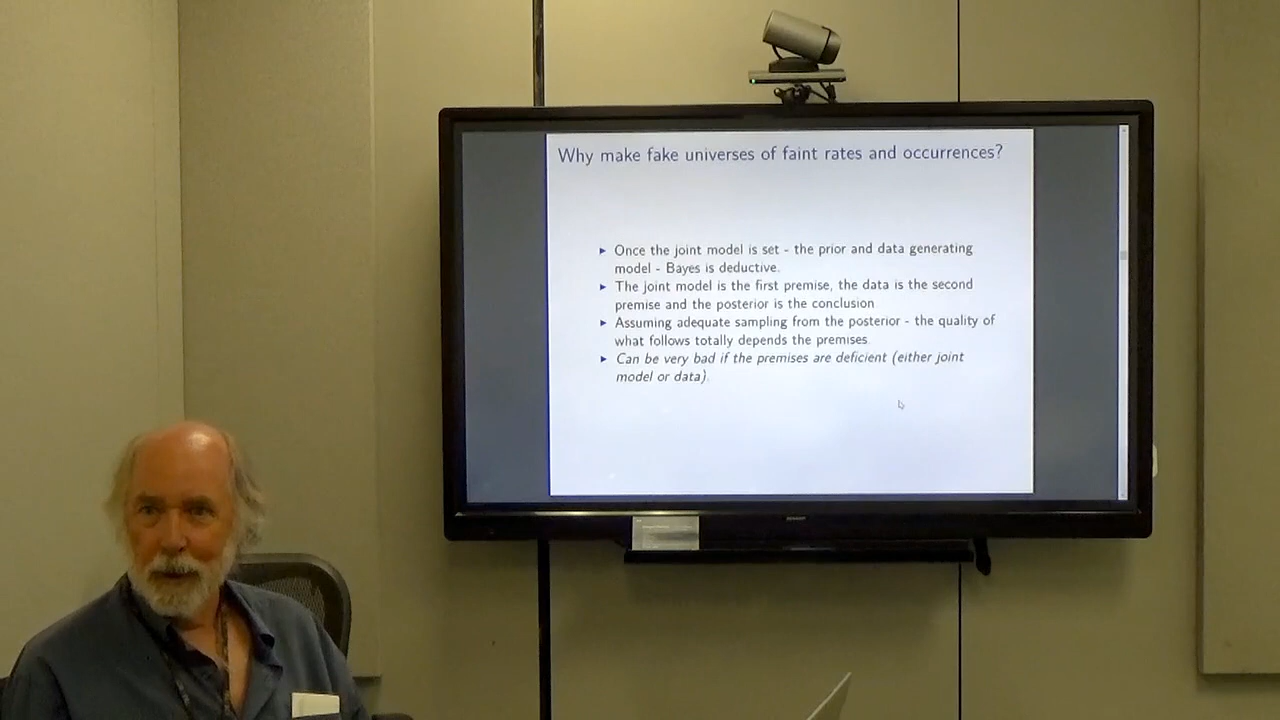 Why make fake universes of faint rates and occurrences?
Once the joint model is set - the prior and data generating
model - Bayes is deductive.
The joint model is the first premise, the data is the second
premise and the posterior is the conclusion
Assuming adequate sampling from the posterior - the quality of
what follows totally depends the premises.
Can be very bad if the premises are deficient (either joint
model or data).